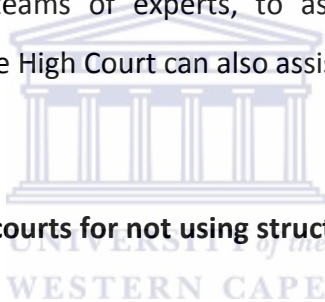 teams of experts, to as
e High Court can also assis
courts for not using struct
UNIVERSITY of the
WESTERN CAPE